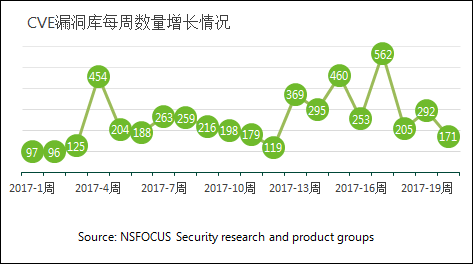 CVE漏洞库每周数量增长情况
97 96 125 454 204 188 263 259 216 198 179 119 369 295 460 253 562 205 292 171
2017-1周 2017-4周 2017-7周 2017-10周 2017-13周 2017-16周 2017-19周
Source: NSFOCUS Security research and product groups